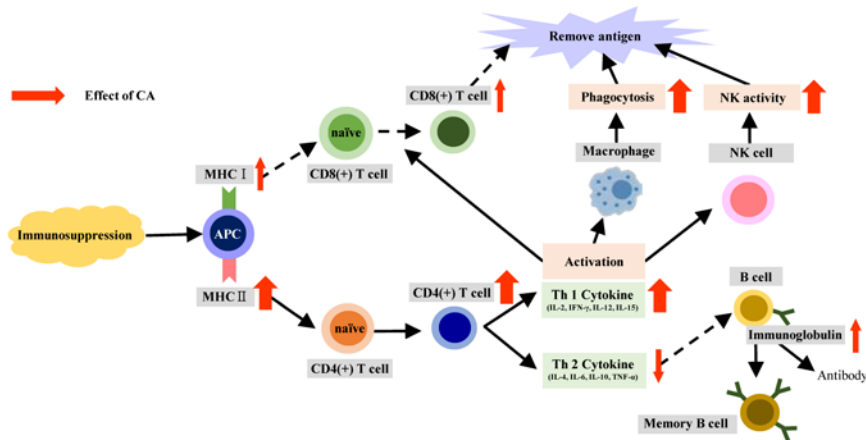 Remove antigen
Effect of CA
CD8(+) T cell
Phagocytosis
NK activity
naïve
MHC Ⅰ
CD8(+) T cell
Macrophage
NK cell
Immunosuppression
APC
Activation
MHC Ⅱ
CD4(+) T cell
Th 1 Cytokine
(IL-2, IFN-γ, IL-12, IL-15)
B cell
naïve
CD4(+) T cell
Th 2 Cytokine
(IL-4, IL-6, IL-10, TNF-α)
Immunoglobulin
Antibody
Memory B cell